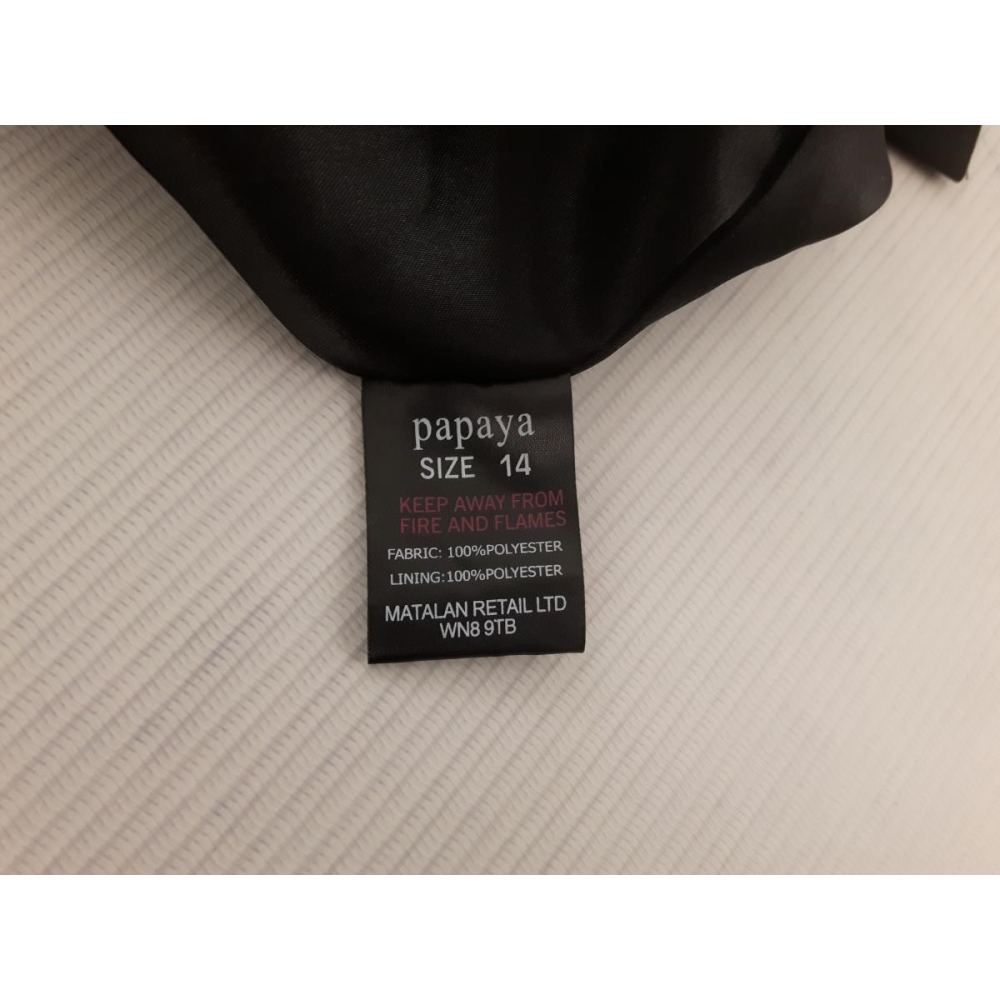 papaya
SIZE 14
KEEP AWAY FROM
FIRE AND FLAMES
FABRIC: 100%POLYESTER
LINING:100%POLYESTER
MATALAN RETAIL LTD
WN8 9TB